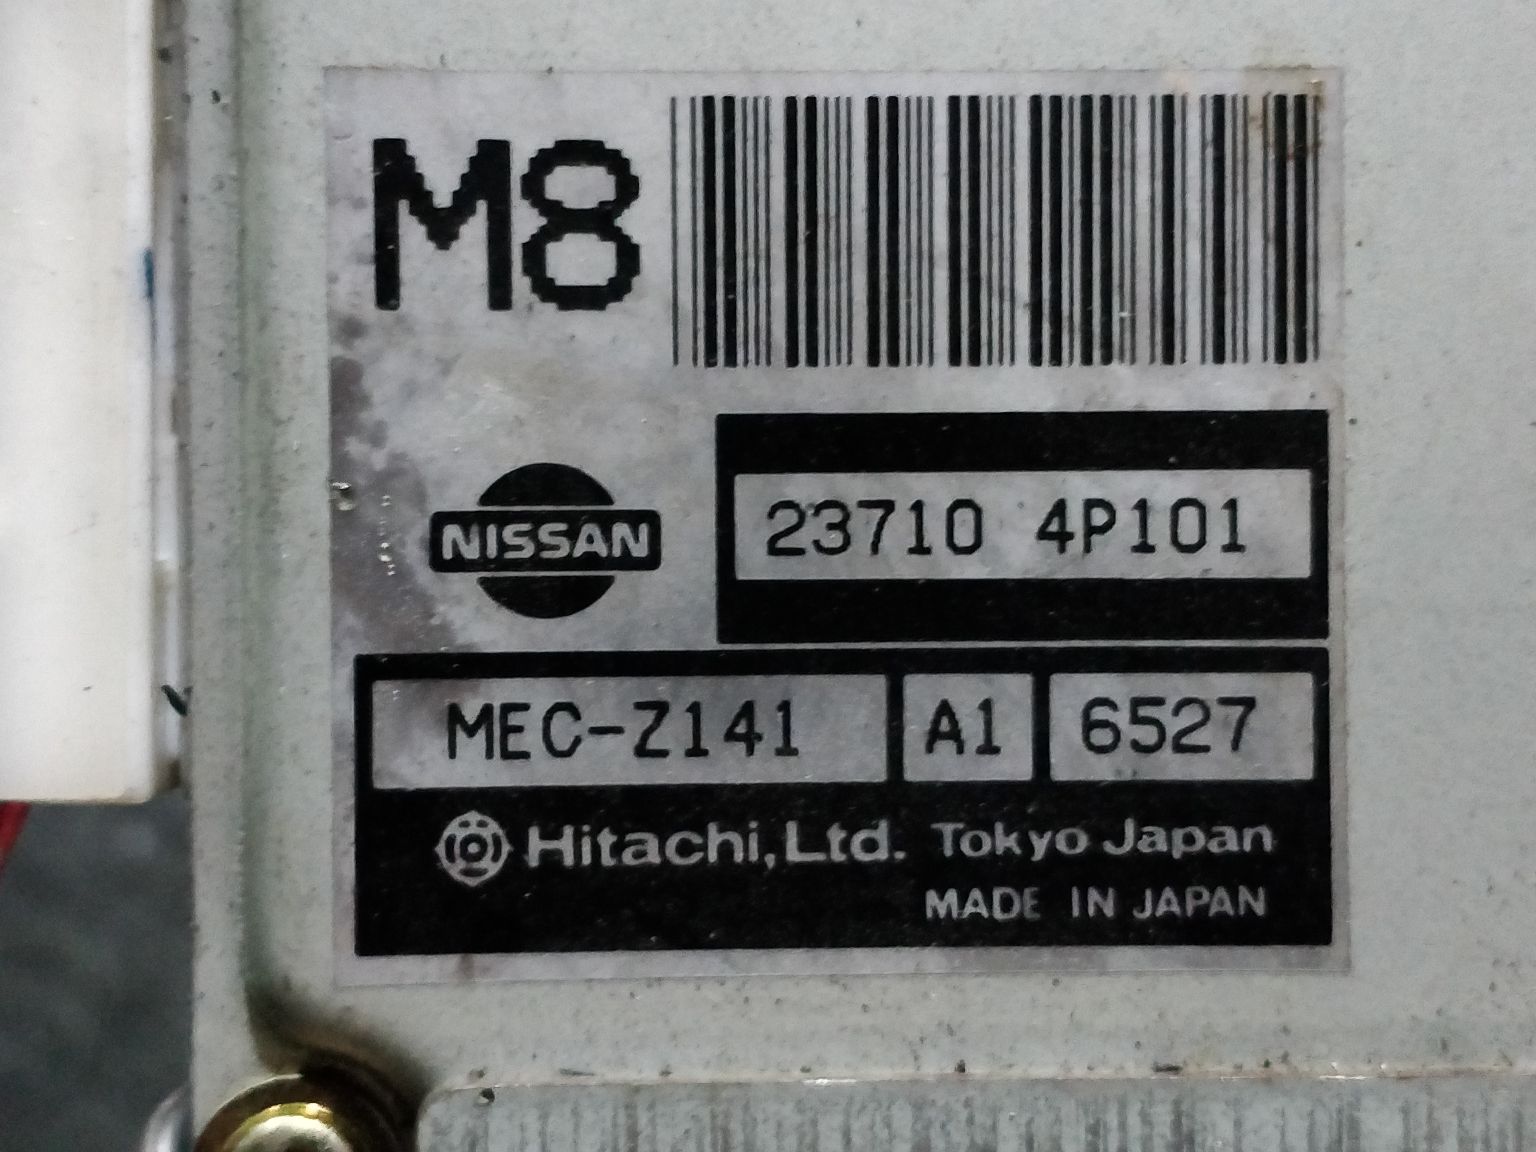 M8
NISSAN
23710 4P101
MEC-Z141 A1 6527
Hitachi, Ltd. Tokyo Japan
MADE IN JAPAN